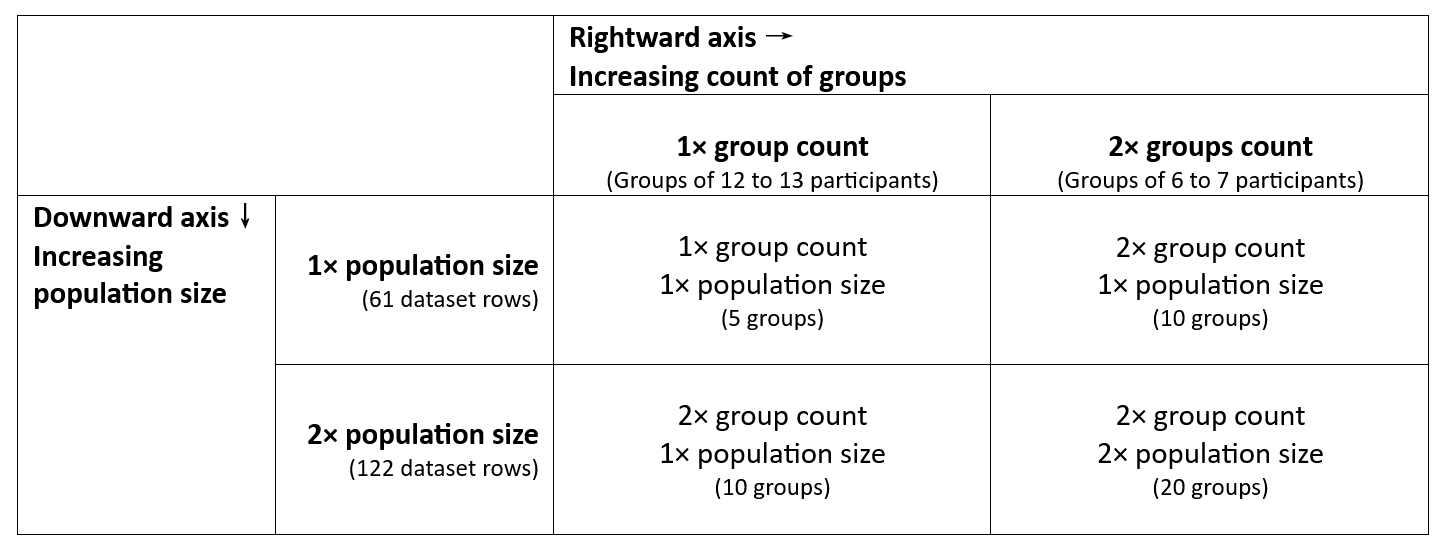 Rightward axis →
Increasing count of groups
1× group count
(Groups of 12 to 13 participants)
2× groups count
(Groups of 6 to 7 participants)
Downward axis ↓
Increasing
population size
1× population size
(61 dataset rows)
1× group count
1× population size
(5 groups)
2× group count
1× population size
(10 groups)
2× population size
(122 dataset rows)
2× group count
1× population size
(10 groups)
2× group count
2× population size
(20 groups)